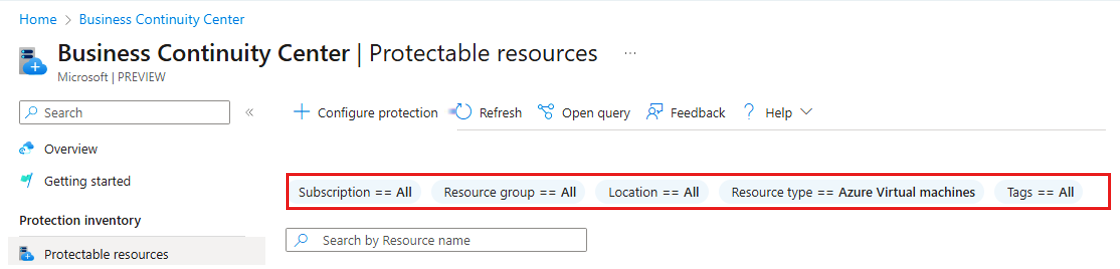 Home > Business Continuity Center
Business Continuity Center | Protectable resources ...
Microsoft | PREVIEW
Search «
+ Configure protection Refresh Open query Feedback ? Help
Overview
Getting started
Subscription == All Resource group == All Location == All Resource type == Azure Virtual machines Tags == All
Protection inventory
Search by Resource name
Protectable resources